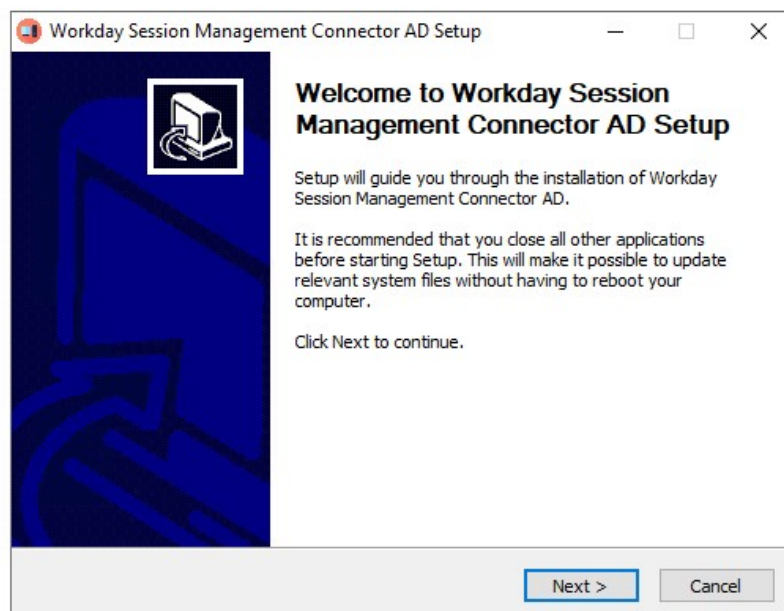 Workday Session Management Connector AD Setup
Welcome to Workday Session
Management Connector AD Setup
Setup will guide you through the installation of Workday
Session Management Connector AD.
It is recommended that you close all other applications
before starting Setup. This will make it possible to update
relevant system files without having to reboot your
computer.
Click Next to continue.
Next >
Cancel